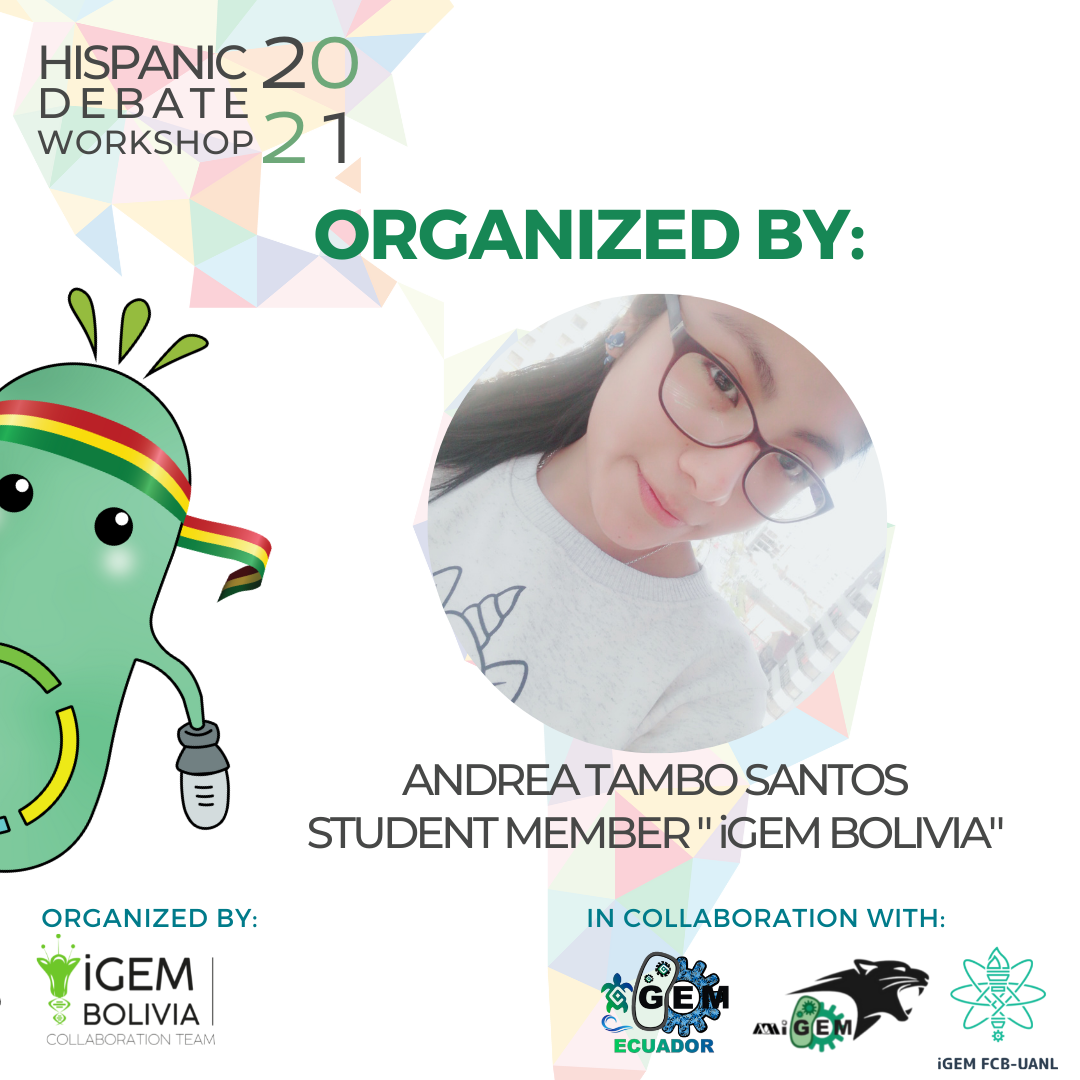 HISPANIC 20
DEBATE
WORKSHOP 21
ORGANIZED BY:
ANDREA TAMBO SANTOS
STUDENT MEMBER " iGEM BOLIVIA"
ORGANIZED BY:
IN COLLABORATION WITH:
iGEM
BOLIVIA
COLLABORATION TEAM
iGEM
ECUADOR
iGEM
iGEM FCB-UANL